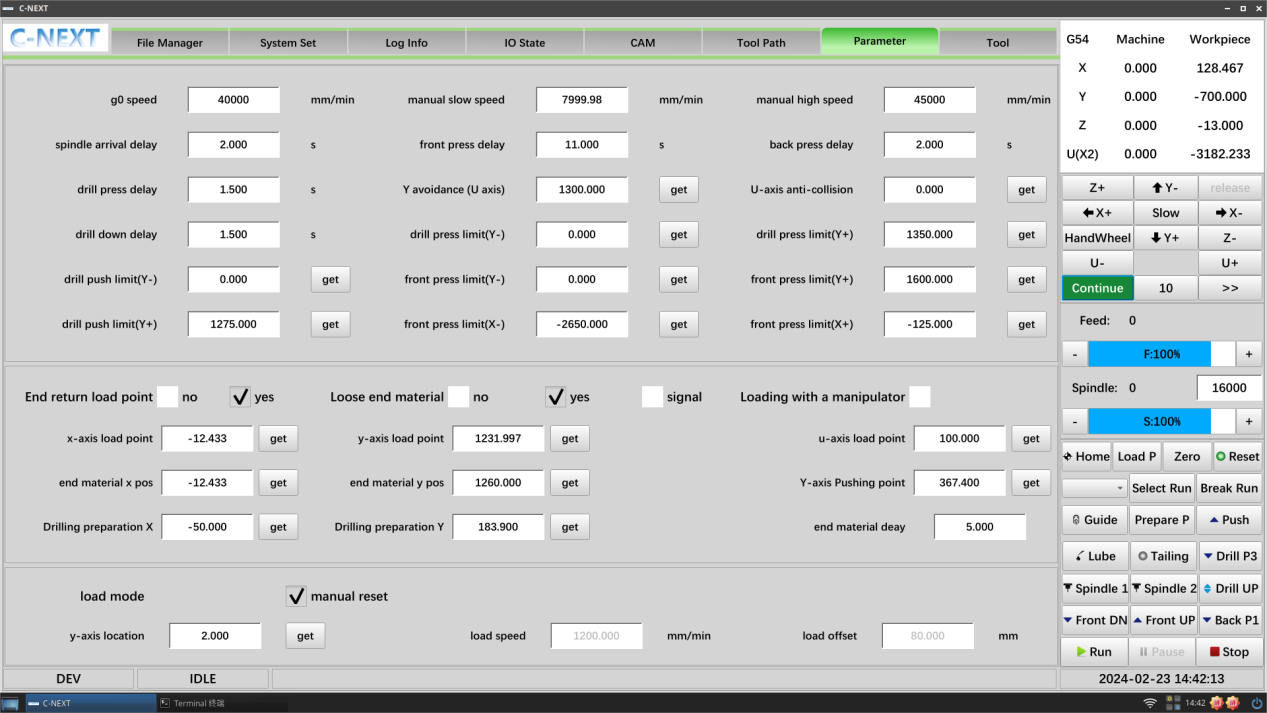 C-NEXT
C-NEXT File Manager System Set Log Info IO State CAM Tool Path Parameter Tool
G54 Machine Workpiece
X 0.000 128.467
Y 0.000 -700.000
Z 0.000 -13.000
U(X2) 0.000 -3182.233
g0 speed 40000 mm/min manual slow speed 7999.98 mm/min manual high speed 45000 mm/min
spindle arrival delay 2.000 s front press delay 11.000 s back press delay 2.000 s
drill press delay 1.500 s Y avoidance (U axis) 1300.000 get U-axis anti-collision 0.000 get
drill down delay 1.500 s drill press limit(Y-) 0.000 get drill press limit(Y+) 1350.000 get
drill push limit(Y-) 0.000 get front press limit(Y-) 0.000 get front press limit(Y+) 1600.000 get
drill push limit(Y+) 1275.000 get front press limit(X-) -2650.000 get front press limit(X+) -125.000 get
End return load point no yes Loose end material no yes signal Loading with a manipulator
x-axis load point -12.433 get y-axis load point 1231.997 get u-axis load point 100.000 get
end material x pos -12.433 get end material y pos 1260.000 get Y-axis Pushing point 367.400 get
Drilling preparation X -50.000 get Drilling preparation Y 183.900 get end material deay 5.000
load mode manual reset
y-axis location 2.000 get load speed 1200.000 mm/min load offset 80.000 mm
Z+ Y- release
X+ Slow X-
HandWheel Y+ Z-
U- U+
Continue 10 >>
Feed: 0
- F:100% +
Spindle: 0 16000
- S:100% +
Home Load P Zero Reset
Select Run Break Run
Guide Prepare P Push
Lube Tailing Drill P3
Spindle 1 Spindle 2 Drill UP
Front DN Front UP Back P1
Run Pause Stop
DEV IDLE 2024-02-23 14:42:13
C-NEXT Terminal 终端 14:42